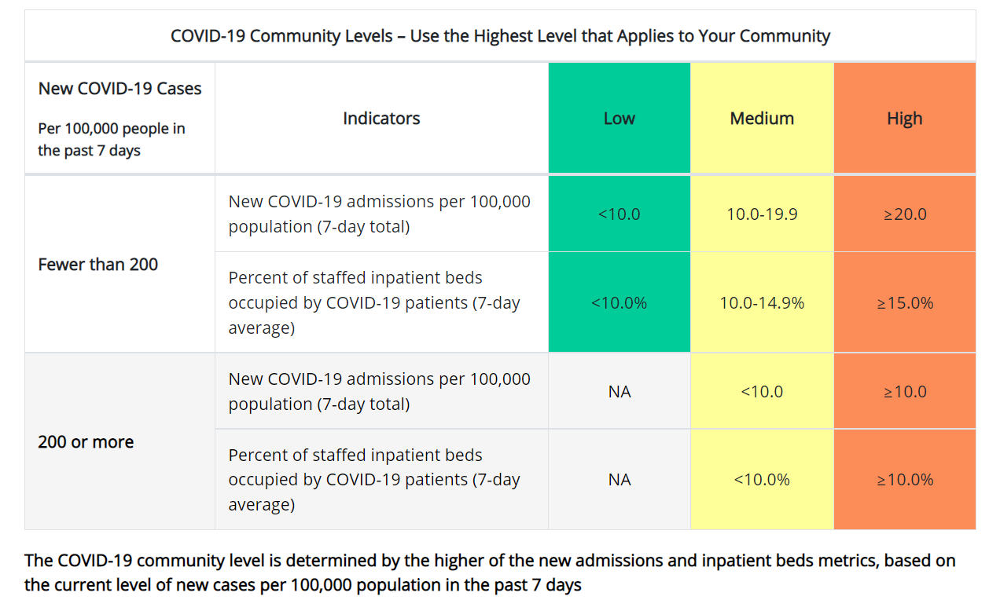 COVID-19 Community Levels – Use the Highest Level that Applies to Your Community
New COVID-19 Cases
Per 100,000 people in
the past 7 days
Indicators
Low
Medium
High
Fewer than 200
New COVID-19 admissions per 100,000
population (7-day total)
<10.0
10.0-19.9
≥20.0
Percent of staffed inpatient beds
occupied by COVID-19 patients (7-day
average)
<10.0%
10.0-14.9%
≥15.0%
200 or more
New COVID-19 admissions per 100,000
population (7-day total)
NA
<10.0
≥10.0
Percent of staffed inpatient beds
occupied by COVID-19 patients (7-day
average)
NA
<10.0%
≥10.0%
The COVID-19 community level is determined by the higher of the new admissions and inpatient beds metrics, based on
the current level of new cases per 100,000 population in the past 7 days